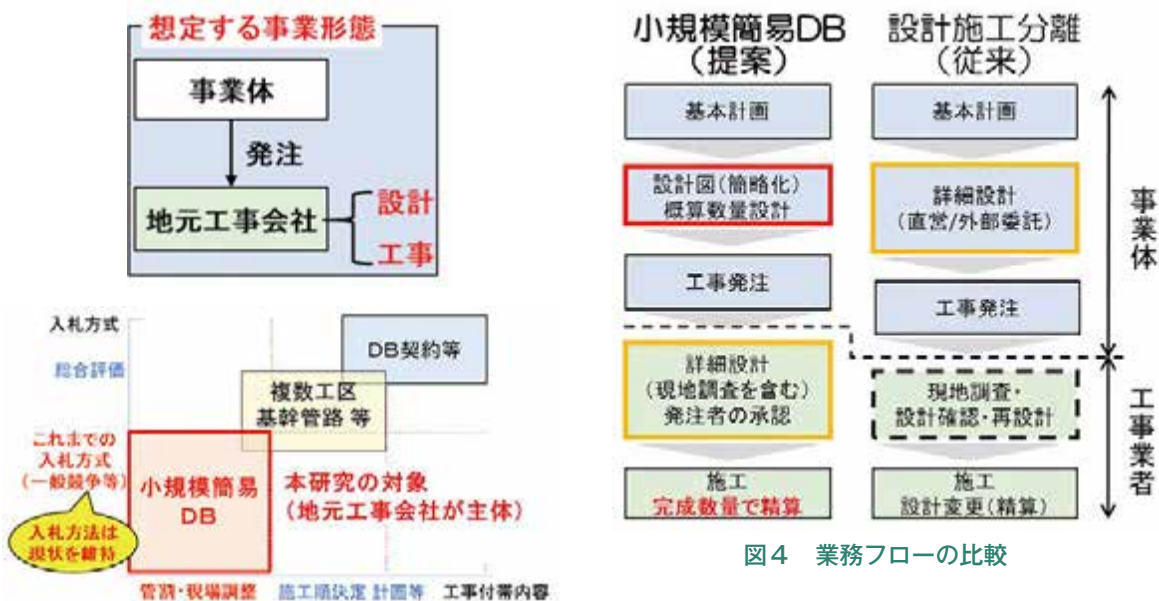 想定する事業形態
事業体
発注
地元工事会社
設計
工事
入札方式
総合評価
これまでの
入札方式
(一般競争等)
入札方法は
現状を維持
DB契約等
複数工区
基幹管路 等
小規模簡易
DB
本研究の対象
(地元工事会社が主体)
管割・現場調整
施工順決定 計画等
工事付帯内容
小規模簡易DB
(提案)
基本計画
設計図(簡略化)
概算数量設計
工事発注
詳細設計
(現地調査を含む)
発注者の承認
施工
完成数量で精算
設計施工分離
(従来)
基本計画
詳細設計
(直営/外部委託)
工事発注
現地調査・
設計確認・再設計
施工
設計変更(精算)
事業体
工事業者
図4 業務フローの比較